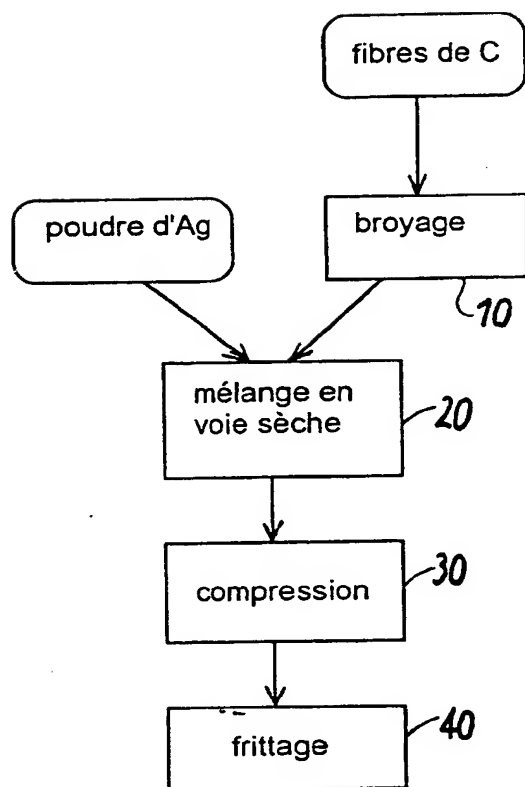 fibres de C
poudre d'Ag
broyage
10
mélange en
voie sèche
20
compression
30
frittage
40